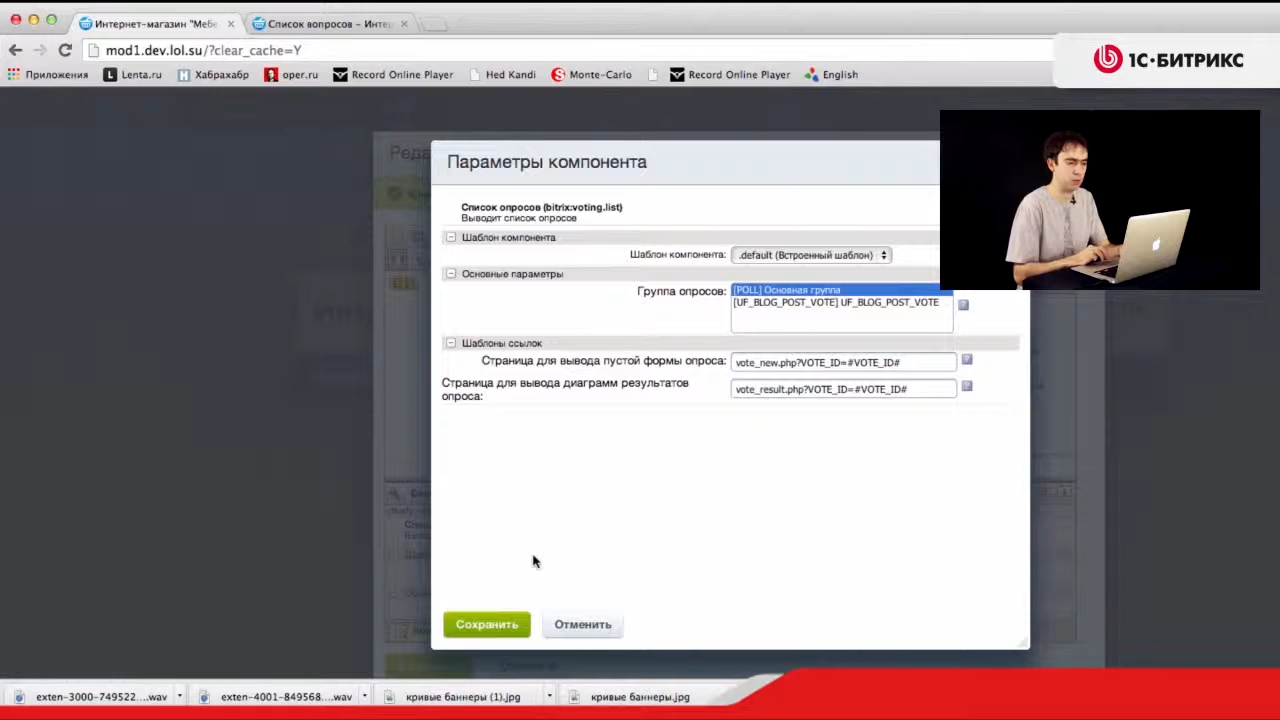 Интернет-магазин "Мебе
Список вопросов – Интер
mod1.dev.lol.su/?clear_cache=Y
Приложения
Lenta.ru
Хабрахабр
oper.ru
Record Online Player
Hed Kandi
Monte-Carlo
Record Online Player
English
1С·БИТРИКС
Реда
Параметры компонента
Список опросов (bitrix:voting.list)
Выводит список опросов
Шаблон компонента
Шаблон компонента:
.default (Встроенный шаблон)
Основные параметры
Группа опросов:
[POLL] Основная группа
[UF_BLOG_POST_VOTE] UF_BLOG_POST_VOTE
Шаблоны ссылок
Страница для вывода пустой формы опроса:
vote_new.php?VOTE_ID=#VOTE_ID#
Страница для вывода диаграмм результатов
опроса:
vote_result.php?VOTE_ID=#VOTE_ID#
Сохранить
Отменить
exten-3000-749522....wav
exten-4001-849568....wav
кривые баннеры (1).jpg
кривые баннеры.jpg